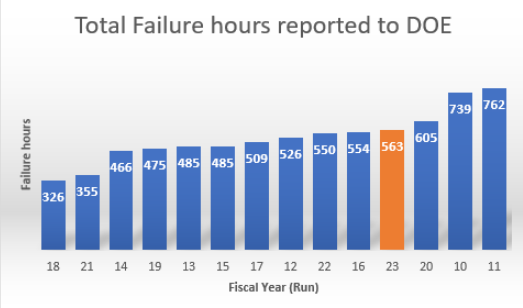 Total Failure hours reported to DOE
Failure hours
326 355 466 475 485 485 509 526 550 554 563 605 739 762
18 21 14 19 13 15 17 12 22 16 23 20 10 11
Fiscal Year (Run)